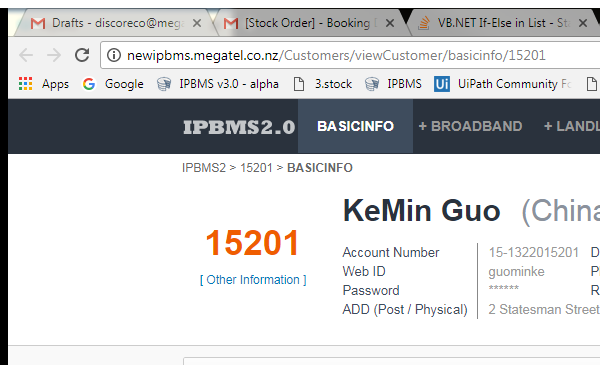 Drafts - discoreco@mega
[Stock Order] - Booking
VB.NET If-Else in List - St
newipbms.megatel.co.nz/Customers/viewCustomer/basicinfo/15201
Apps Google IPBMS v3.0 - alpha 3.stock IPBMS Ui UiPath Community Fo
IPBMS2.0 BASICINFO + BROADBAND + LANDL
IPBMS2 > 15201 > BASICINFO
KeMin Guo (China
15201
[ Other Information ]
Account Number 15-1322015201 D
Web ID guominke P
Password ****** R
ADD (Post / Physical) 2 Statesman Street